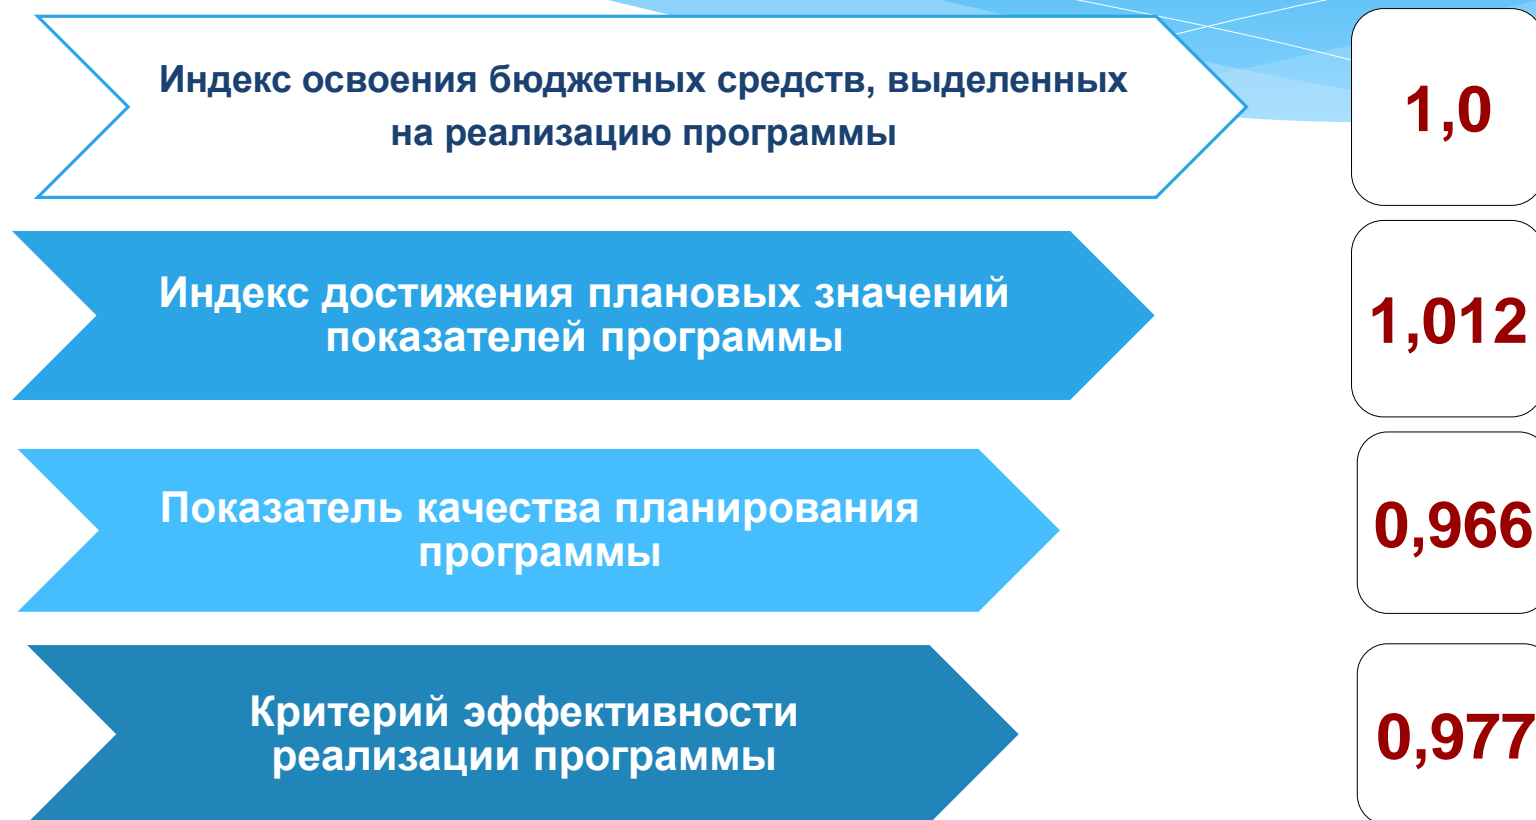 Индекс освоения бюджетных средств, выделенных
на реализацию программы
1,0
Индекс достижения плановых значений
показателей программы
1,012
Показатель качества планирования
программы
0,966
Критерий эффективности
реализации программы
0,977